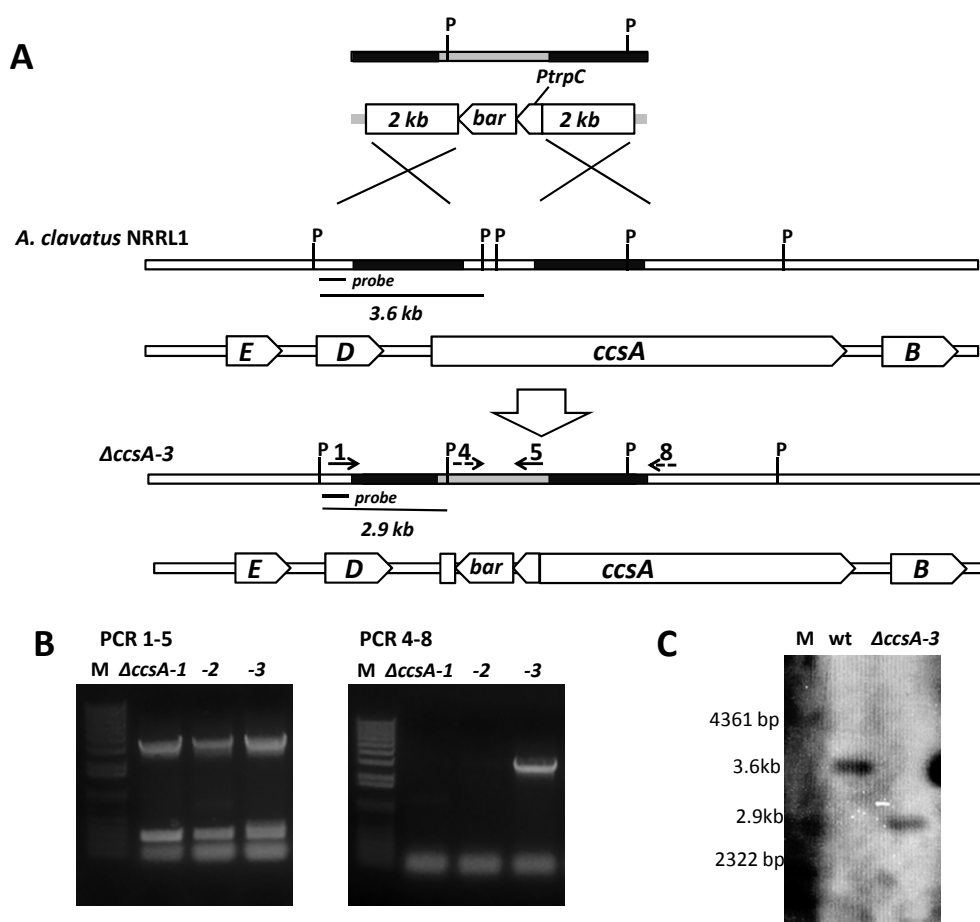 A
P P
PtrpC
2 kb bar 2 kb
A. clavatus NRRL1
P P P P P
probe
3.6 kb
E D ccsA B
ΔccsA-3
P 1 P 4 5 P 8 P
probe
2.9 kb
E D bar ccsA B
B
PCR 1-5 PCR 4-8
M ΔccsA-1 -2 -3 M ΔccsA-1 -2 -3
C
M wt ΔccsA-3
4361 bp
3.6kb
2.9kb
2322 bp